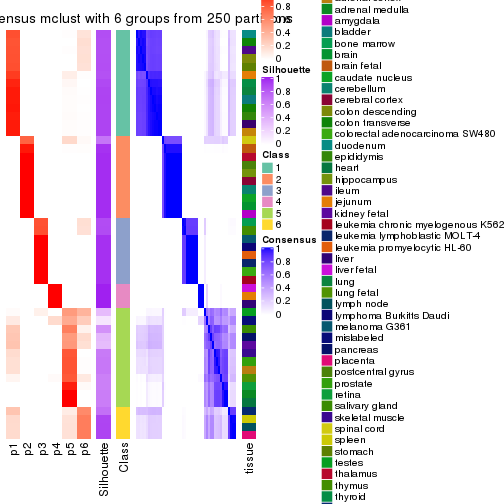 ensus mclust with 6 groups from 250 partitions
0.8
0.6
0.4
0.2
0
Silhouette
1
0.8
0.6
0.4
0.2
0
Class
1
2
3
4
5
6
Consensus
1
0.8
0.6
0.4
0.2
0
adrenal medulla
amygdala
bladder
bone marrow
brain
brain fetal
caudate nucleus
cerebellum
cerebral cortex
colon descending
colon transverse
colorectal adenocarcinoma SW480
duodenum
epididymis
heart
hippocampus
ileum
jejunum
kidney fetal
leukemia chronic myelogenous K562
leukemia lymphoblastic MOLT-4
leukemia promyelocytic HL-60
liver
liver fetal
lung
lung fetal
lymph node
lymphoma Burkitts Daudi
melanoma G361
mislabeled
pancreas
placenta
postcentral gyrus
prostate
retina
salivary gland
skeletal muscle
spinal cord
spleen
stomach
testes
thalamus
thymus
thyroid
p1
p2
p3
p4
p5
p6
Silhouette
Class
tissue